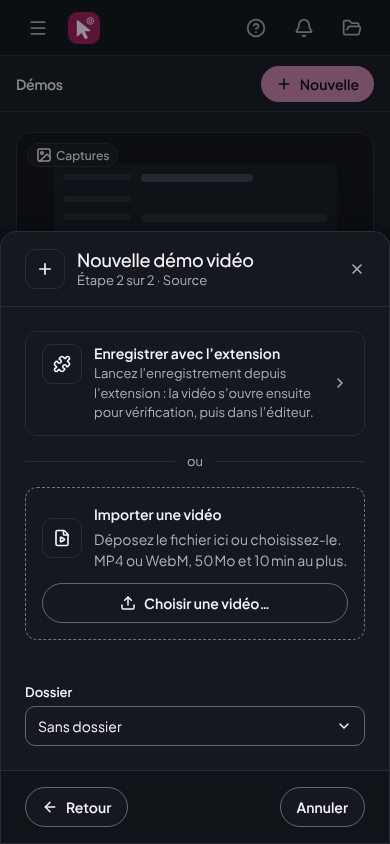 Démos
+ Nouvelle
Captures
Nouvelle démo vidéo
Étape 2 sur 2 · Source
Enregistrer avec l’extension
Lancez l’enregistrement depuis
l’extension : la vidéo s’ouvre ensuite
pour vérification, puis dans l’éditeur.
ou
Importer une vidéo
Déposez le fichier ici ou choisissez-le.
MP4 ou WebM, 50 Mo et 10 min au plus.
Choisir une vidéo…
Dossier
Sans dossier
Retour
Annuler